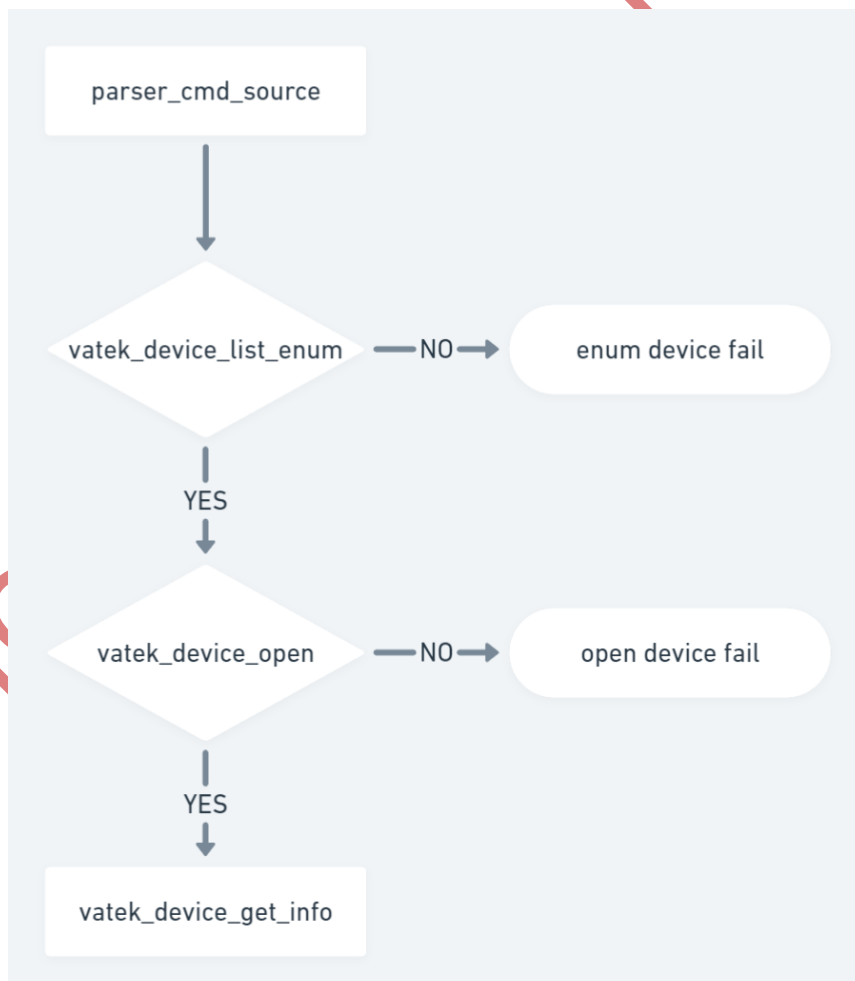 parser_cmd_source
vatek_device_list_enum
NO
enum device fail
YES
vatek_device_open
NO
open device fail
YES
vatek_device_get_info